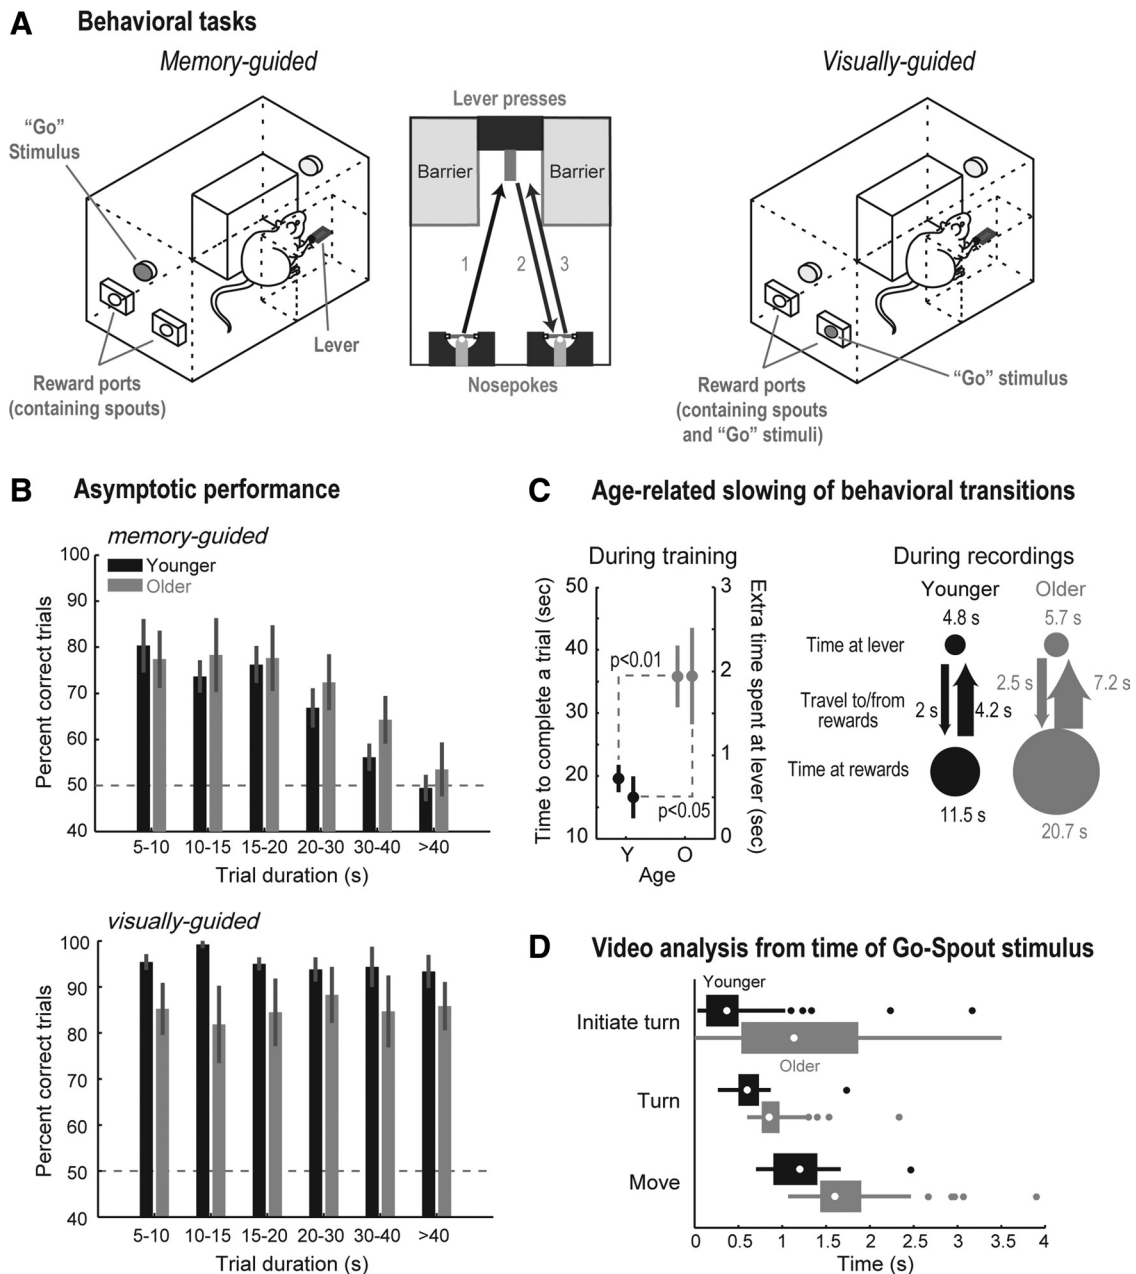 A Behavioral tasks
Memory-guided
Visually-guided
“Go”
Stimulus
Reward ports
(containing spouts)
Lever
Lever presses
Barrier
Barrier
1
2
3
Nosepokes
Reward ports
(containing spouts
and “Go” stimuli)
“Go” stimulus
B Asymptotic performance
memory-guided
Younger
Older
Percent correct trials
100
90
80
70
60
50
40
5-10 10-15 15-20 20-30 30-40 >40
Trial duration (s)
visually-guided
Percent correct trials
100
90
80
70
60
50
40
5-10 10-15 15-20 20-30 30-40 >40
Trial duration (s)
C Age-related slowing of behavioral transitions
During training
Time to complete a trial (sec)
50
40
30
20
10
p<0.01
p<0.05
3
2
1
0
Extra time spent at lever (sec)
Y O
Age
During recordings
Younger Older
4.8 s 5.7 s
Time at lever
Travel to/from
rewards
2 s 4.2 s 2.5 s 7.2 s
Time at rewards
11.5 s 20.7 s
D Video analysis from time of Go-Spout stimulus
Younger
Initiate turn
Older
Turn
Move
0 0.5 1 1.5 2 2.5 3 3.5 4
Time (s)